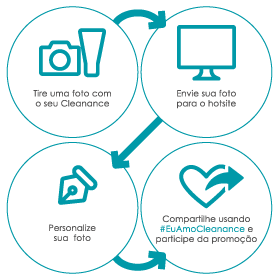 Tire uma foto com
o seu Cleanance
Envie sua foto
para o hotsite
Personalize
sua foto
Compartilhe usando
#EuAmoCleanance e
participe da promoção